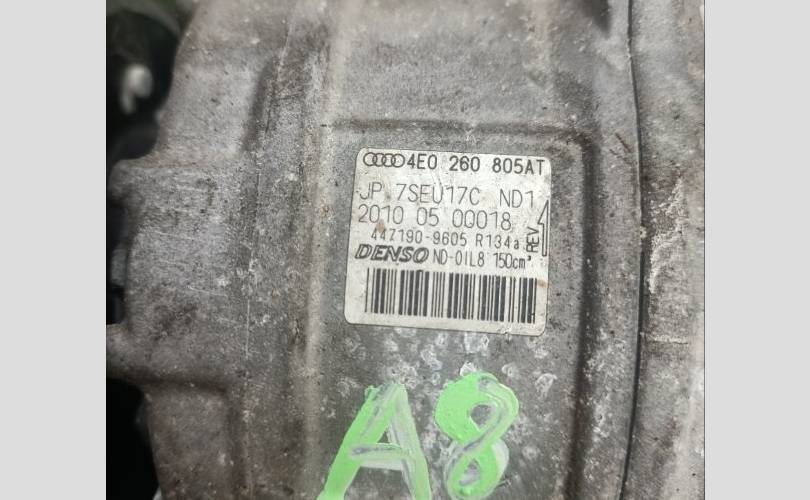 4E0 260 805AT
JP 7SEU17C ND1
2010 05 00018
447190-9605 R134a
REV
DENSO ND-OIL8 150cm³
A8